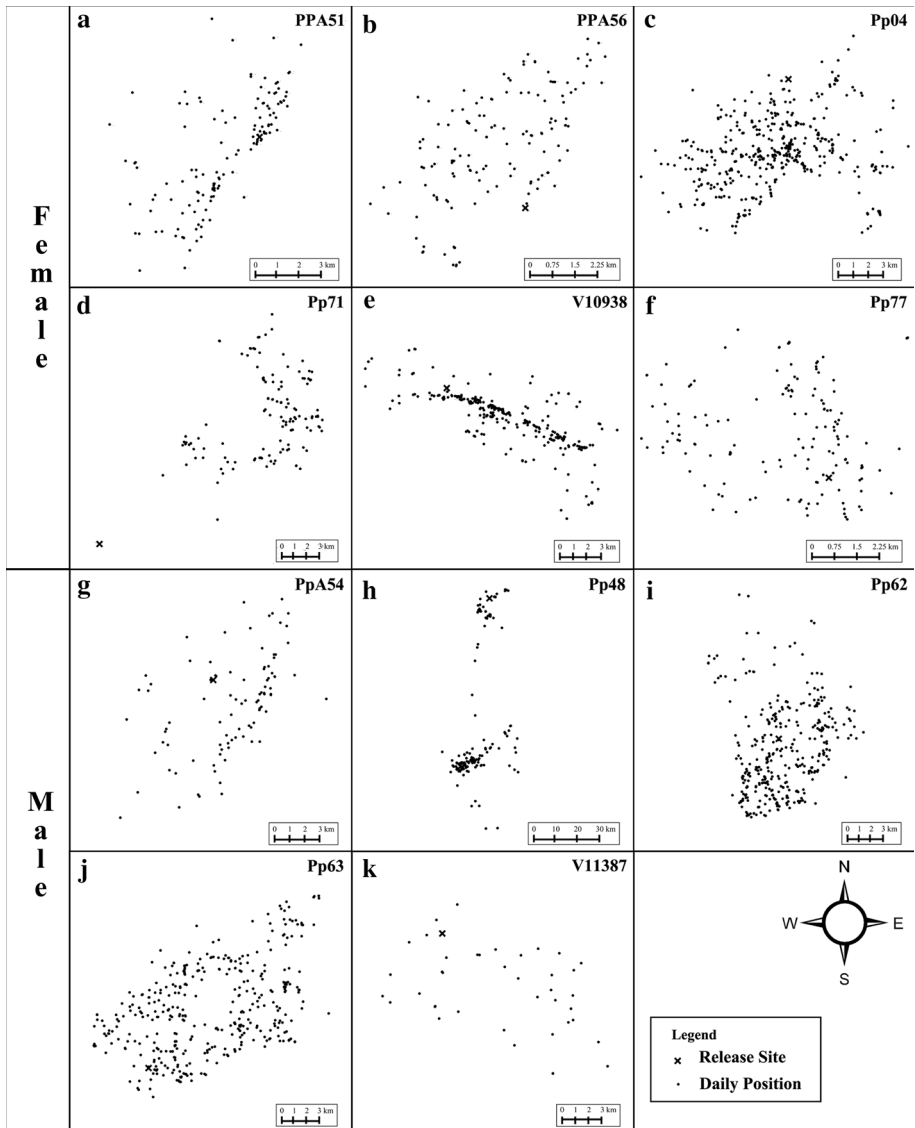 Female
a PPA51
0 1 2 3 km
b PPA56
0 0.75 1.5 2.25 km
c Pp04
0 1 2 3 km
d Pp71
0 1 2 3 km
e V10938
0 1 2 3 km
f Pp77
0 0.75 1.5 2.25 km
Male
g PpA54
0 1 2 3 km
h Pp48
0 10 20 30 km
i Pp62
0 1 2 3 km
j Pp63
0 1 2 3 km
k V11387
0 1 2 3 km
N
W E
S
Legend
Release Site
Daily Position